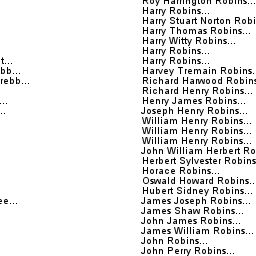 Roy Harrington Robins...
Harry Robins...
Harry Stuart Norton Robi
Harry Thomas Robins...
Harry Witty Robins...
Harry Robins...
t... Harry Robins...
bb... Harvey Tremain Robins.
rebb... Richard Harwood Robins
Richard Henry Robins...
... Henry James Robins...
... Joseph Henry Robins...
William Henry Robins...
William Henry Robins...
William Henry Robins...
John William Herbert Ro
Herbert Sylvester Robins
Horace Robins...
Oswald Howard Robins..
Hubert Sidney Robins...
ee... James Joseph Robins...
James Shaw Robins...
John James Robins...
James William Robins...
John Robins...
John Perry Robins...